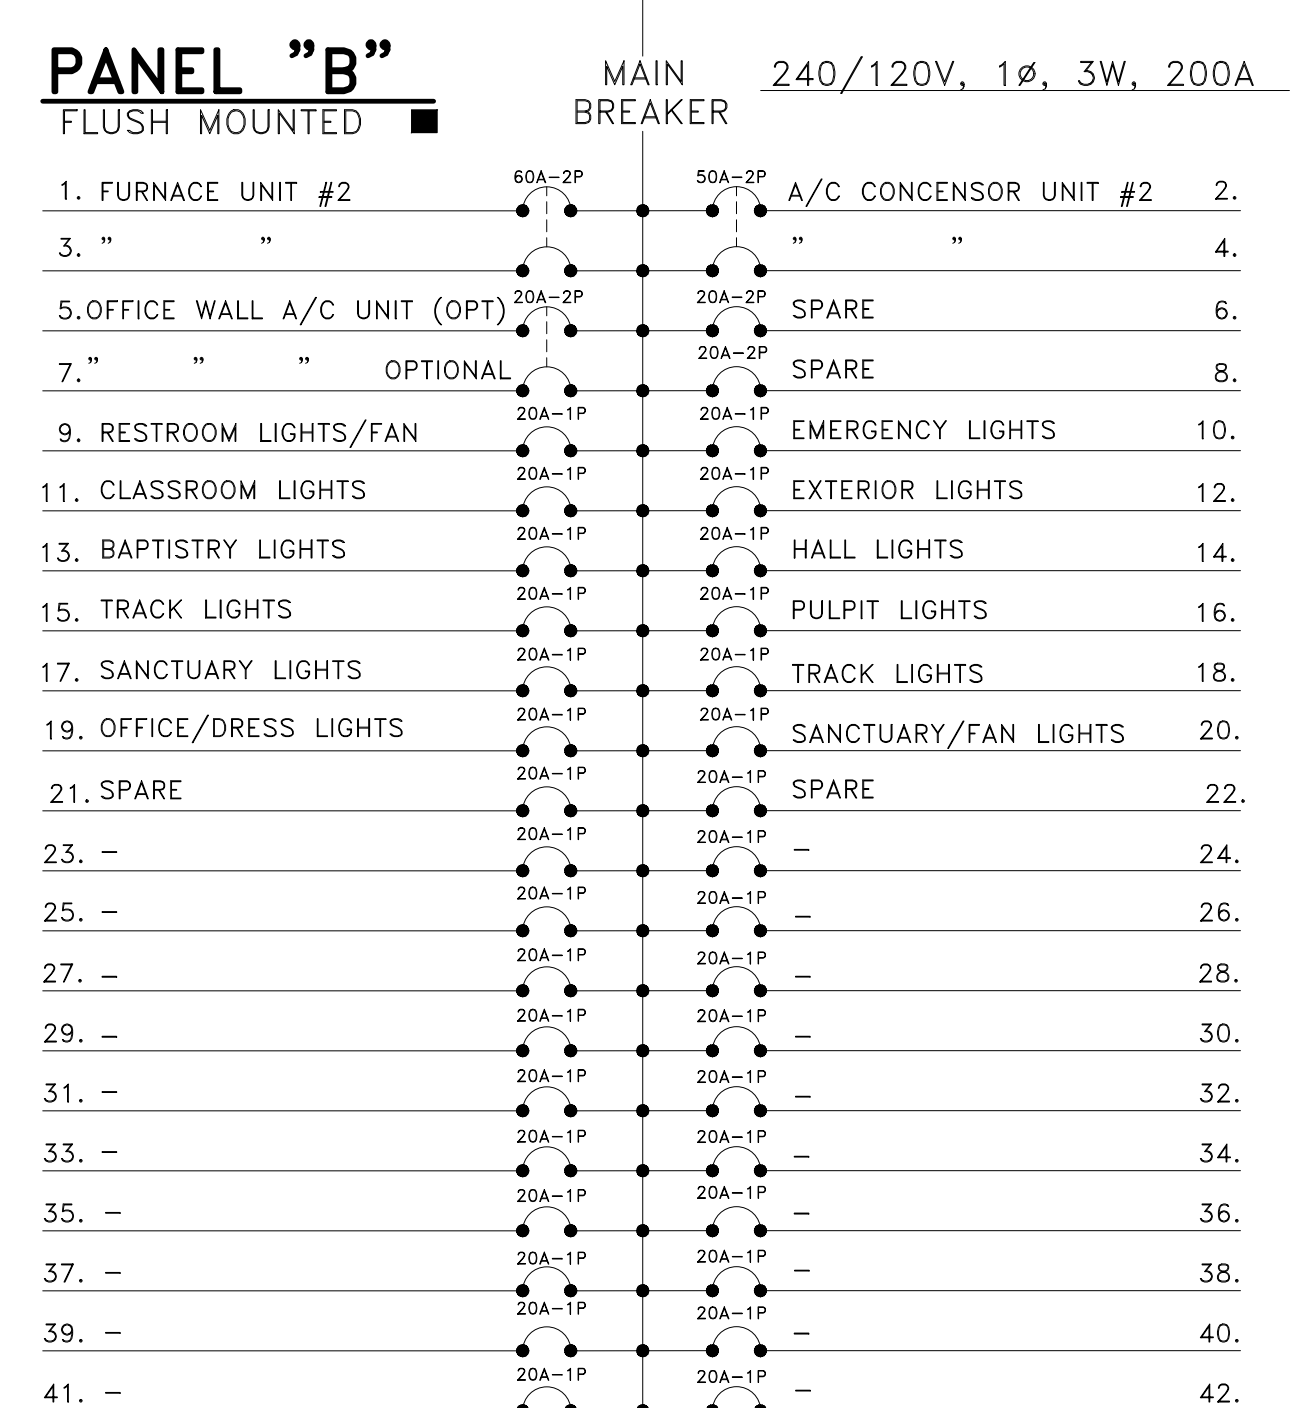 PANEL "B"
FLUSH MOUNTED
MAIN
BREAKER
240/120V, 1ø, 3W, 200A
1. FURNACE UNIT #2 60A-2P 50A-2P A/C CONCENSOR UNIT #2 2.
3. " " " " 4.
5. OFFICE WALL A/C UNIT (OPT) 20A-2P 20A-2P SPARE 6.
7. " " " OPTIONAL 20A-2P SPARE 8.
9. RESTROOM LIGHTS/FAN 20A-1P 20A-1P EMERGENCY LIGHTS 10.
11. CLASSROOM LIGHTS 20A-1P 20A-1P EXTERIOR LIGHTS 12.
13. BAPTISTRY LIGHTS 20A-1P 20A-1P HALL LIGHTS 14.
15. TRACK LIGHTS 20A-1P 20A-1P PULPIT LIGHTS 16.
17. SANCTUARY LIGHTS 20A-1P 20A-1P TRACK LIGHTS 18.
19. OFFICE/DRESS LIGHTS 20A-1P 20A-1P SANCTUARY/FAN LIGHTS 20.
21. SPARE 20A-1P 20A-1P SPARE 22.
23. - 20A-1P 20A-1P - 24.
25. - 20A-1P 20A-1P - 26.
27. - 20A-1P 20A-1P - 28.
29. - 20A-1P 20A-1P - 30.
31. - 20A-1P 20A-1P - 32.
33. - 20A-1P 20A-1P - 34.
35. - 20A-1P 20A-1P - 36.
37. - 20A-1P 20A-1P - 38.
39. - 20A-1P 20A-1P - 40.
41. - 20A-1P 20A-1P - 42.